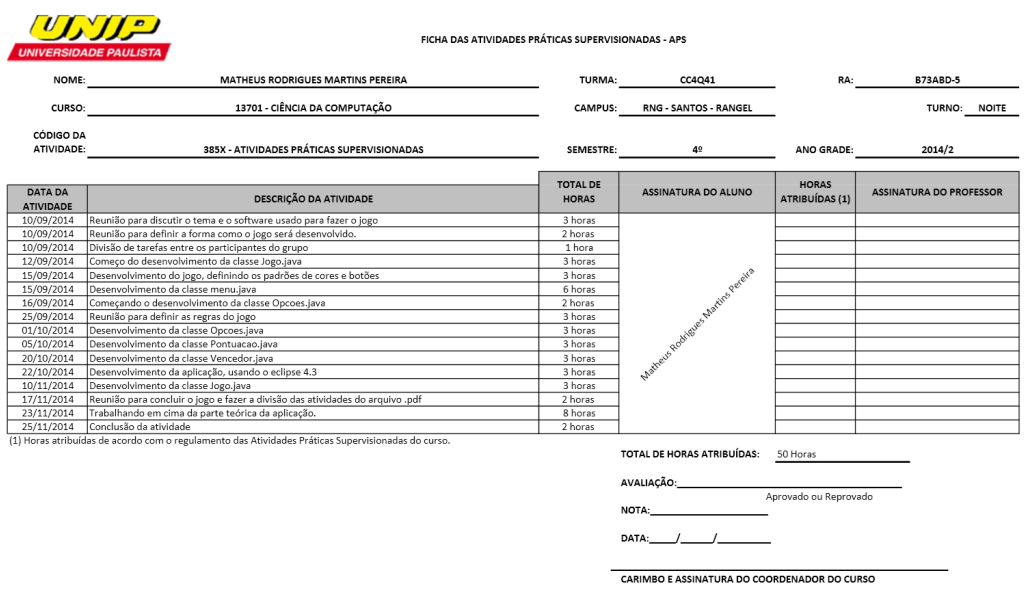 UNIP
UNIVERSIDADE PAULISTA
FICHA DAS ATIVIDADES PRÁTICAS SUPERVISIONADAS - APS
NOME: MATHEUS RODRIGUES MARTINS PEREIRA TURMA: CC4Q41 RA: B73ABD-5
CURSO: 13701 - CIÊNCIA DA COMPUTAÇÃO CAMPUS: RNG - SANTOS - RANGEL TURNO: NOITE
CÓDIGO DA
ATIVIDADE: 385X - ATIVIDADES PRÁTICAS SUPERVISIONADAS SEMESTRE: 4º ANO GRADE: 2014/2
DATA DA ATIVIDADE DESCRIÇÃO DA ATIVIDADE TOTAL DE HORAS ASSINATURA DO ALUNO HORAS ATRIBUÍDAS (1) ASSINATURA DO PROFESSOR
10/09/2014 Reunião para discutir o tema e o software usado para fazer o jogo 3 horas
10/09/2014 Reunião para definir a forma como o jogo será desenvolvido. 2 horas
10/09/2014 Divisão de tarefas entre os participantes do grupo 1 hora
12/09/2014 Começo do desenvolvimento da classe Jogo.java 3 horas
15/09/2014 Desenvolvimento do jogo, definindo os padrões de cores e botões 3 horas
15/09/2014 Desenvolvimento da classe menu.java 6 horas
16/09/2014 Começando o desenvolvimento da classe Opcoes.java 2 horas
25/09/2014 Reunião para definir as regras do jogo 3 horas
01/10/2014 Desenvolvimento da classe Opcoes.java 3 horas
05/10/2014 Desenvolvimento da classe Pontuacao.java 3 horas
20/10/2014 Desenvolvimento da classe Vencedor.java 3 horas
22/10/2014 Desenvolvimento da aplicação, usando o eclipse 4.3 3 horas
10/11/2014 Desenvolvimento da classe Jogo.java 3 horas
17/11/2014 Reunião para concluir o jogo e fazer a divisão das atividades do arquivo .pdf 2 horas
23/11/2014 Trabalhando em cima da parte teórica da aplicação. 8 horas
25/11/2014 Conclusão da atividade 2 horas
Matheus Rodrigues Martins Pereira
(1) Horas atribuídas de acordo com o regulamento das Atividades Práticas Supervisionadas do curso.
TOTAL DE HORAS ATRIBUÍDAS: 50 Horas
AVALIAÇÃO:
Aprovado ou Reprovado
NOTA:
DATA:____/____/____
CARIMBO E ASSINATURA DO COORDENADOR DO CURSO